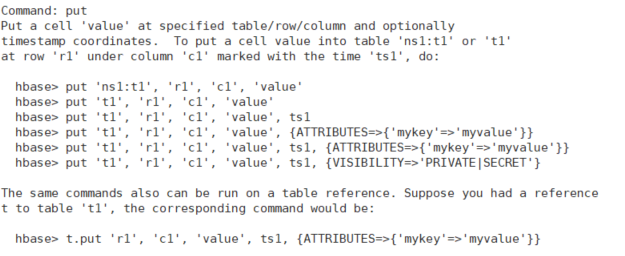 Command: put
Put a cell 'value' at specified table/row/column and optionally
timestamp coordinates.  To put a cell value into table 'ns1:t1' or 't1'
at row 'r1' under column 'c1' marked with the time 'ts1', do:

  hbase> put 'ns1:t1', 'r1', 'c1', 'value'
  hbase> put 't1', 'r1', 'c1', 'value'
  hbase> put 't1', 'r1', 'c1', 'value', ts1
  hbase> put 't1', 'r1', 'c1', 'value', {ATTRIBUTES=>{'mykey'=>'myvalue'}}
  hbase> put 't1', 'r1', 'c1', 'value', ts1, {ATTRIBUTES=>{'mykey'=>'myvalue'}}
  hbase> put 't1', 'r1', 'c1', 'value', ts1, {VISIBILITY=>'PRIVATE|SECRET'}

The same commands also can be run on a table reference. Suppose you had a reference
t to table 't1', the corresponding command would be:

  hbase> t.put 'r1', 'c1', 'value', ts1, {ATTRIBUTES=>{'mykey'=>'myvalue'}}